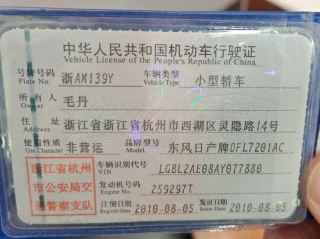 中华人民共和国机动车行驶证
Vehicle License of the People's Republic of China
号牌号码 浙AM139Y 车辆类型 小型轿车
Plate No. Vehicle Type
所有人 毛丹
Owner
住址 浙江省浙江省杭州市西湖区灵隐路14号
Address
使用性质 非营运 品牌型号 东风日产牌DFL7201AC
Use Character Model
浙江省杭州 车辆识别代号 LGBL2AE08AY077880
VIN
市公安局交 发动机号码 259297T
Engine No.
通警察支队 注册日期 2010-08-05 发证日期 2010-08-05
Register Date Issue Date